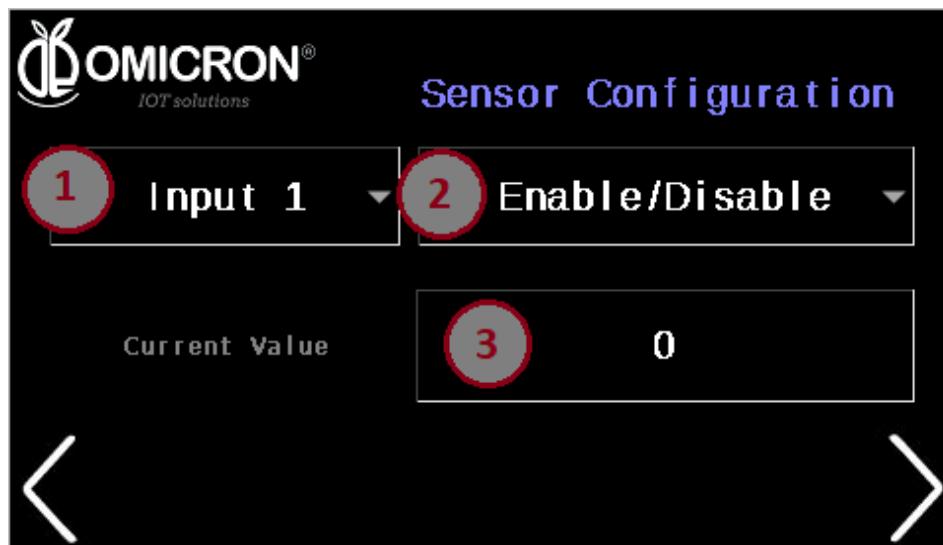 OMICRON®
IOT solutions
Sensor Configuration
1 Input 1
2 Enable/Disable
Current Value
3 0